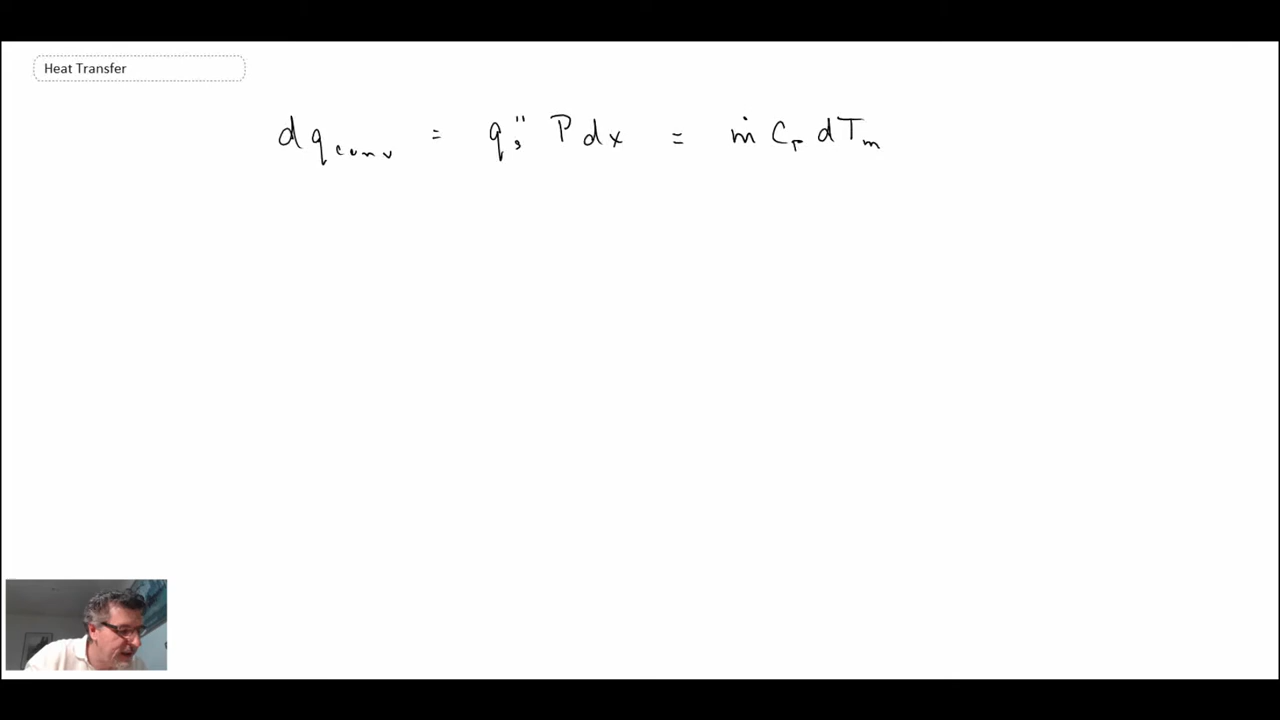 Heat Transfer
dq_conv = q_s'' P dx = ṁ C_p dT_m